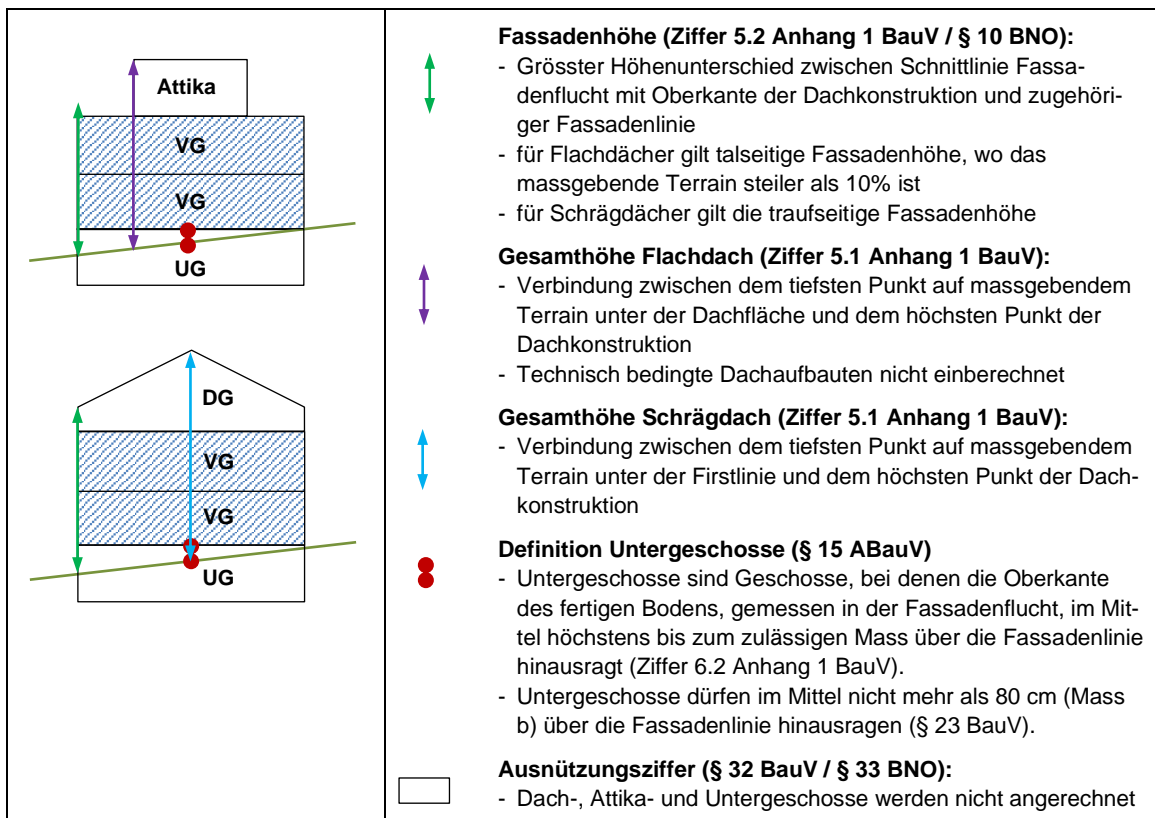 Attika
VG
VG
UG
DG
VG
VG
UG
Fassadenhöhe (Ziffer 5.2 Anhang 1 BauV / § 10 BNO):
- Grösster Höhenunterschied zwischen Schnittlinie Fassa-
denflucht mit Oberkante der Dachkonstruktion und zugehöri-
ger Fassadenlinie
- für Flachdächer gilt talseitige Fassadenhöhe, wo das
massgebende Terrain steiler als 10% ist
- für Schrägdächer gilt die traufseitige Fassadenhöhe
Gesamthöhe Flachdach (Ziffer 5.1 Anhang 1 BauV):
- Verbindung zwischen dem tiefsten Punkt auf massgebendem
Terrain unter der Dachfläche und dem höchsten Punkt der
Dachkonstruktion
- Technisch bedingte Dachaufbauten nicht einberechnet
Gesamthöhe Schrägdach (Ziffer 5.1 Anhang 1 BauV):
- Verbindung zwischen dem tiefsten Punkt auf massgebendem
Terrain unter der Firstlinie und dem höchsten Punkt der Dach-
konstruktion
Definition Untergeschosse (§ 15 ABauV)
- Untergeschosse sind Geschosse, bei denen die Oberkante
des fertigen Bodens, gemessen in der Fassadenflucht, im Mit-
tel höchstens bis zum zulässigen Mass über die Fassadenlinie
hinausragt (Ziffer 6.2 Anhang 1 BauV).
- Untergeschosse dürfen im Mittel nicht mehr als 80 cm (Mass
b) über die Fassadenlinie hinausragen (§ 23 BauV).
Ausnützungsziffer (§ 32 BauV / § 33 BNO):
- Dach-, Attika- und Untergeschosse werden nicht angerechnet